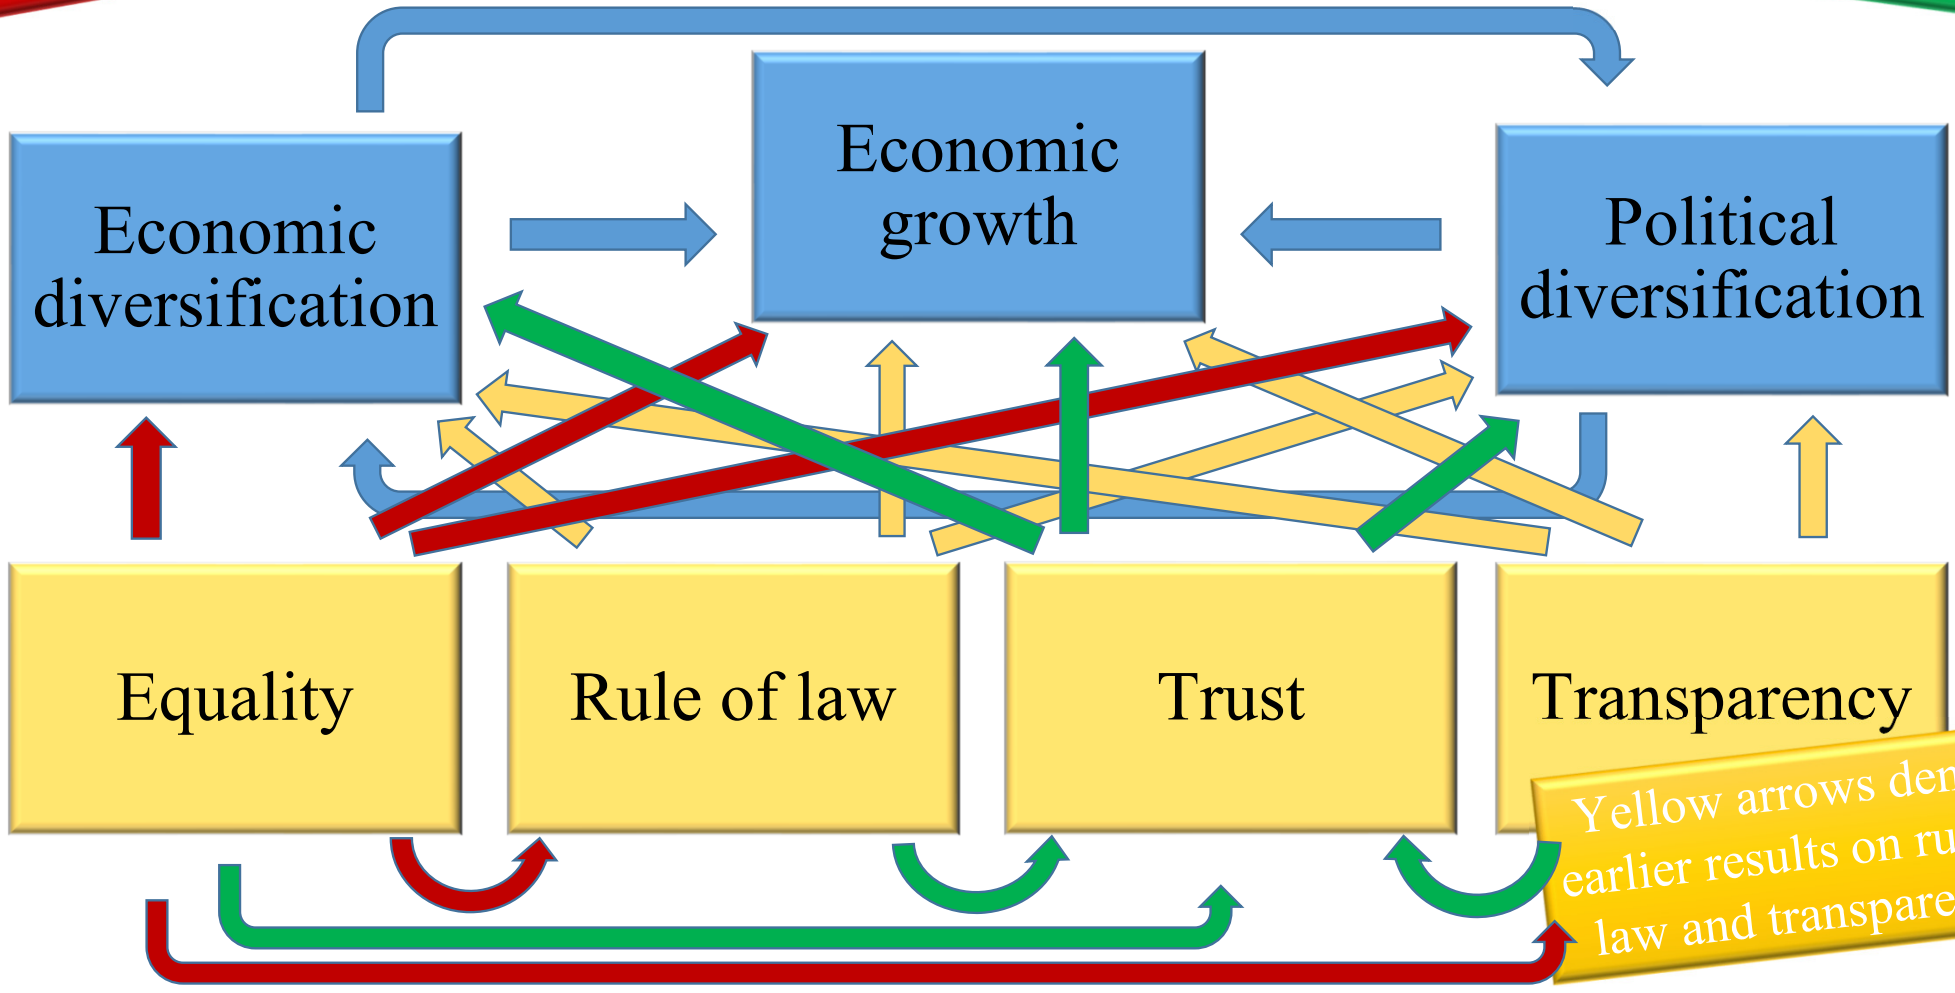 Economic
growth
Economic
diversification
Political
diversification
Equality
Rule of law
Trust
Transparency
Yellow arrows
earlier results on
law and